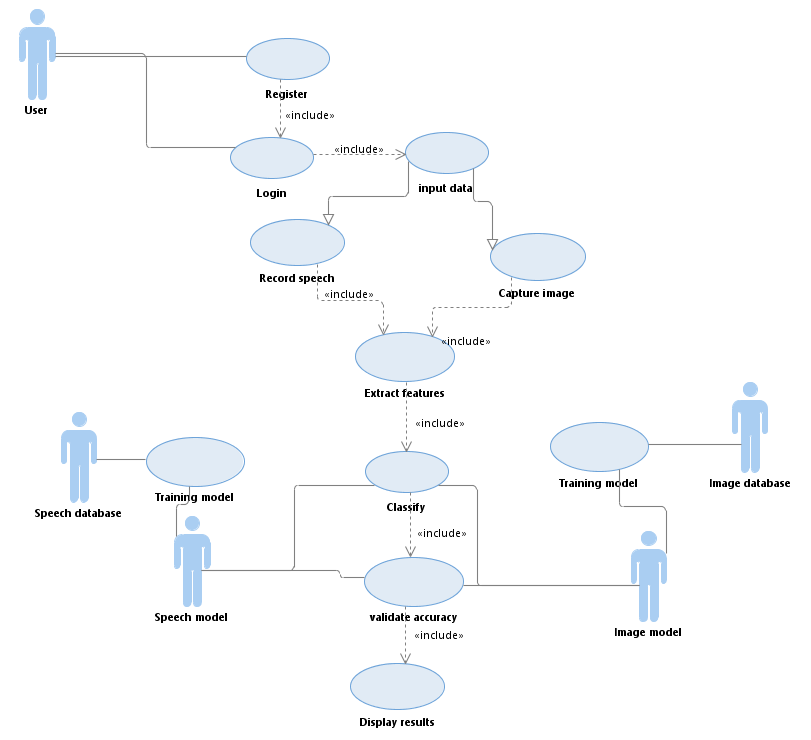 User
Register
«include»
Login
«include»
input data
Record speech
Capture image
«include»
«include»
Extract features
«include»
Speech database
Training model
Classify
Training model
Image database
«include»
Speech model
validate accuracy
Image model
«include»
Display results